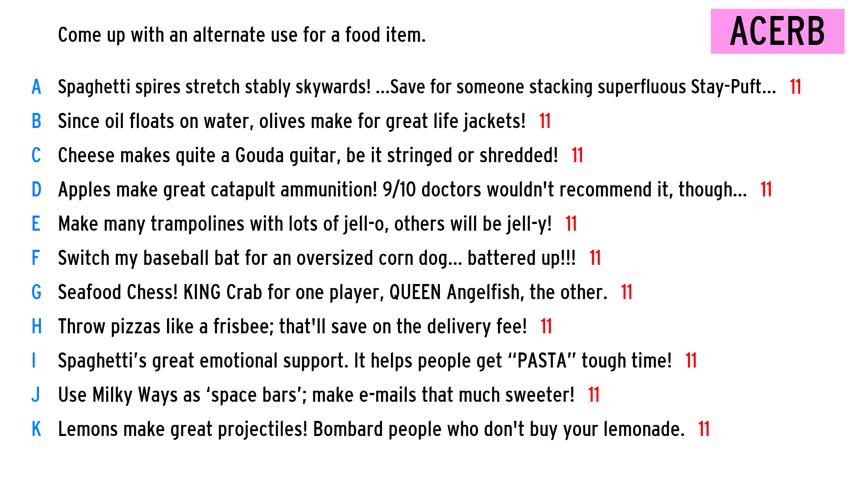 Come up with an alternate use for a food item.
ACERB
A Spaghetti spires stretch stably skywards! ...Save for someone stacking superfluous Stay-Puft... 11
B Since oil floats on water, olives make for great life jackets! 11
C Cheese makes quite a Gouda guitar, be it stringed or shredded! 11
D Apples make great catapult ammunition! 9/10 doctors wouldn't recommend it, though... 11
E Make many trampolines with lots of jell-o, others will be jell-y! 11
F Switch my baseball bat for an oversized corn dog... battered up!!! 11
G Seafood Chess! KING Crab for one player, QUEEN Angelfish, the other. 11
H Throw pizzas like a frisbee; that'll save on the delivery fee! 11
I Spaghetti’s great emotional support. It helps people get “PASTA” tough time! 11
J Use Milky Ways as ‘space bars’; make e-mails that much sweeter! 11
K Lemons make great projectiles! Bombard people who don't buy your lemonade. 11